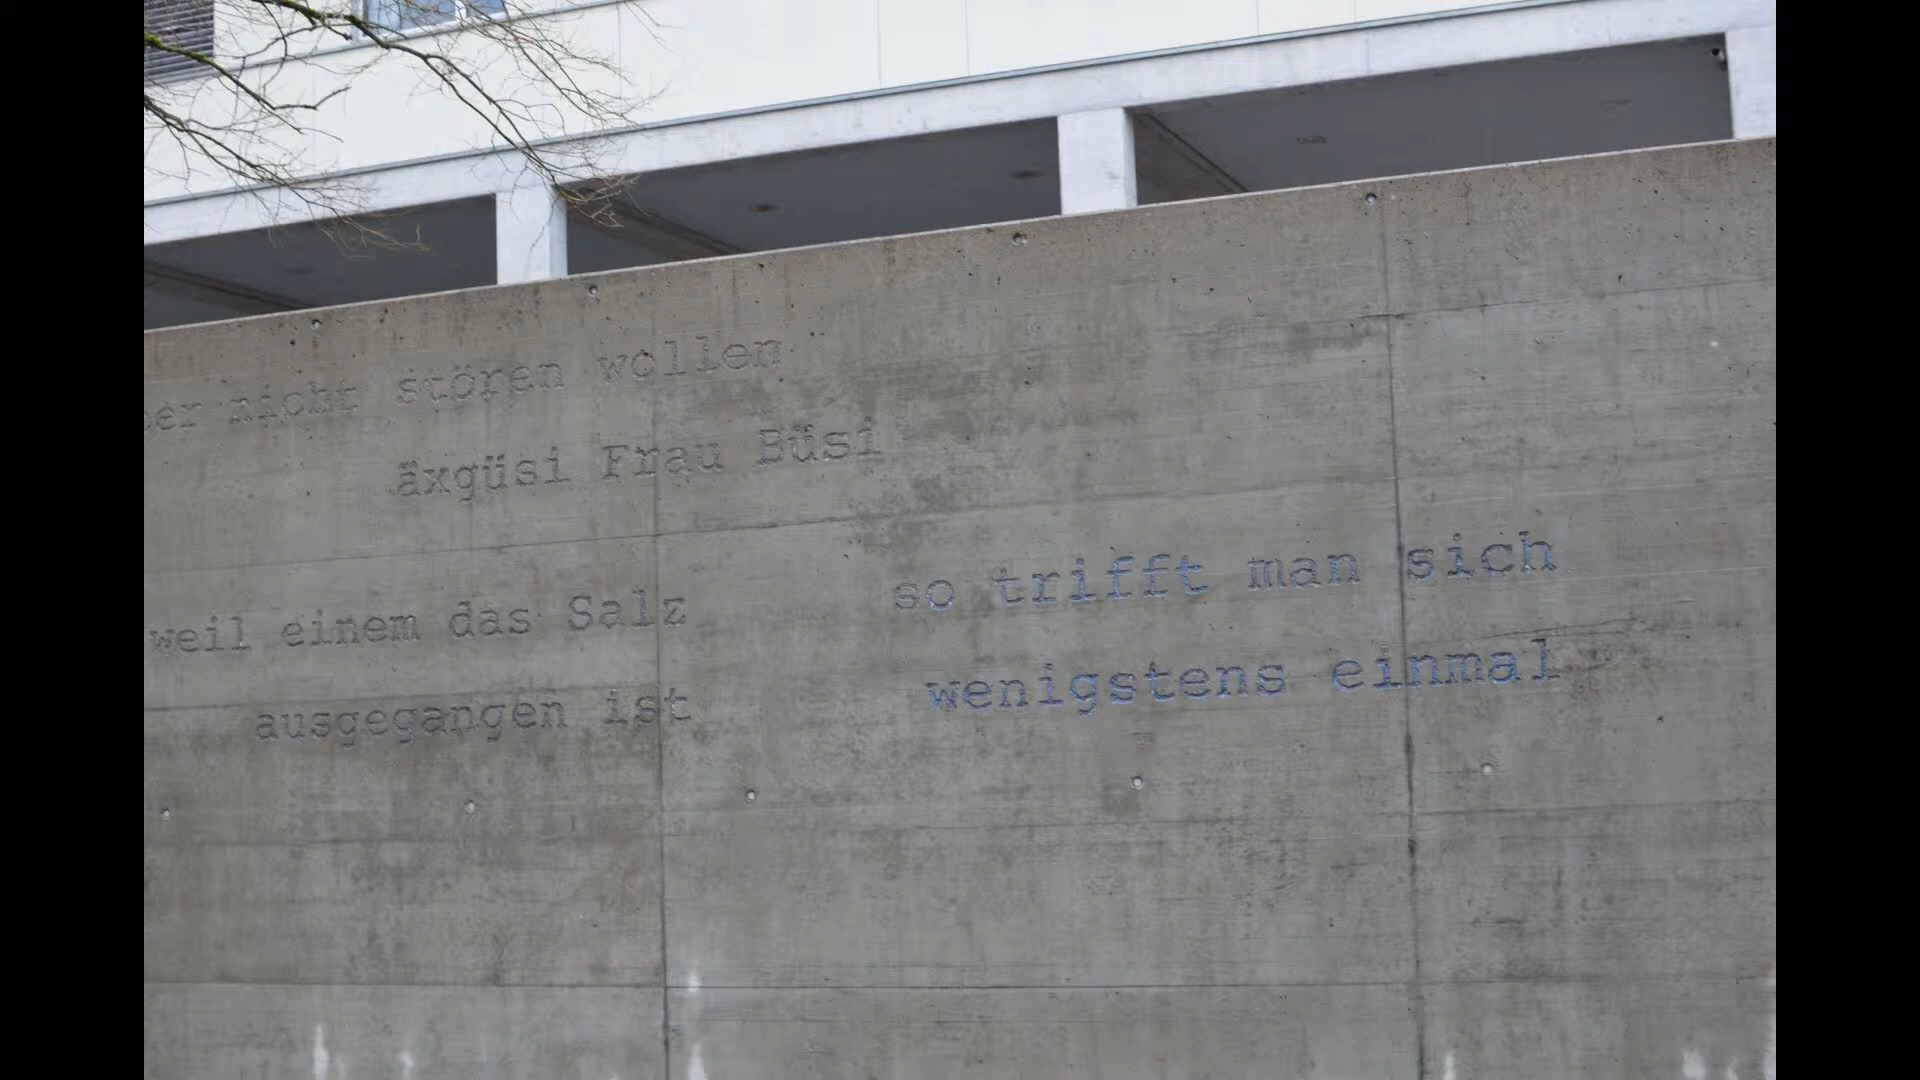 nicht stören wollen
äxgüsi Frau Büsi
weil einem das Salz
ausgegangen ist
so trifft man sich
wenigstens einmal